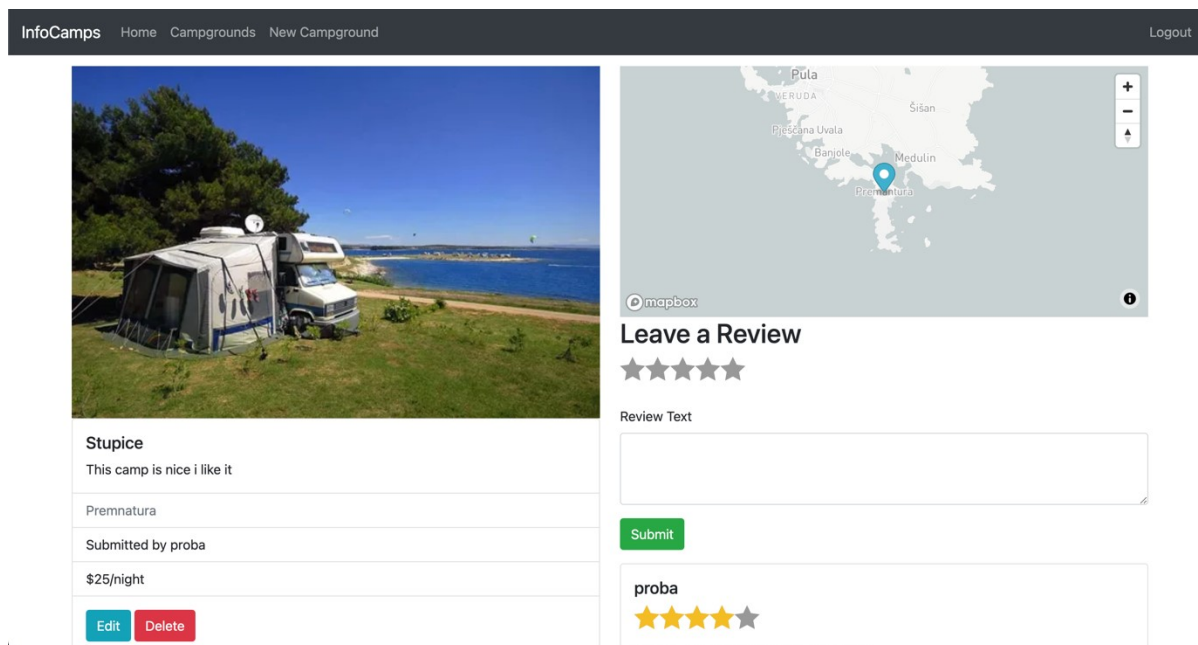 InfoCamps Home Campgrounds New Campground Logout
Stupice
This camp is nice i like it
Premnatura
Submitted by proba
$25/night
Edit Delete
Pula
VERUDA
Šišan
Pješčana Uvala
Banjole
Medulin
Premantura
mapbox
Leave a Review
Review Text
Submit
proba